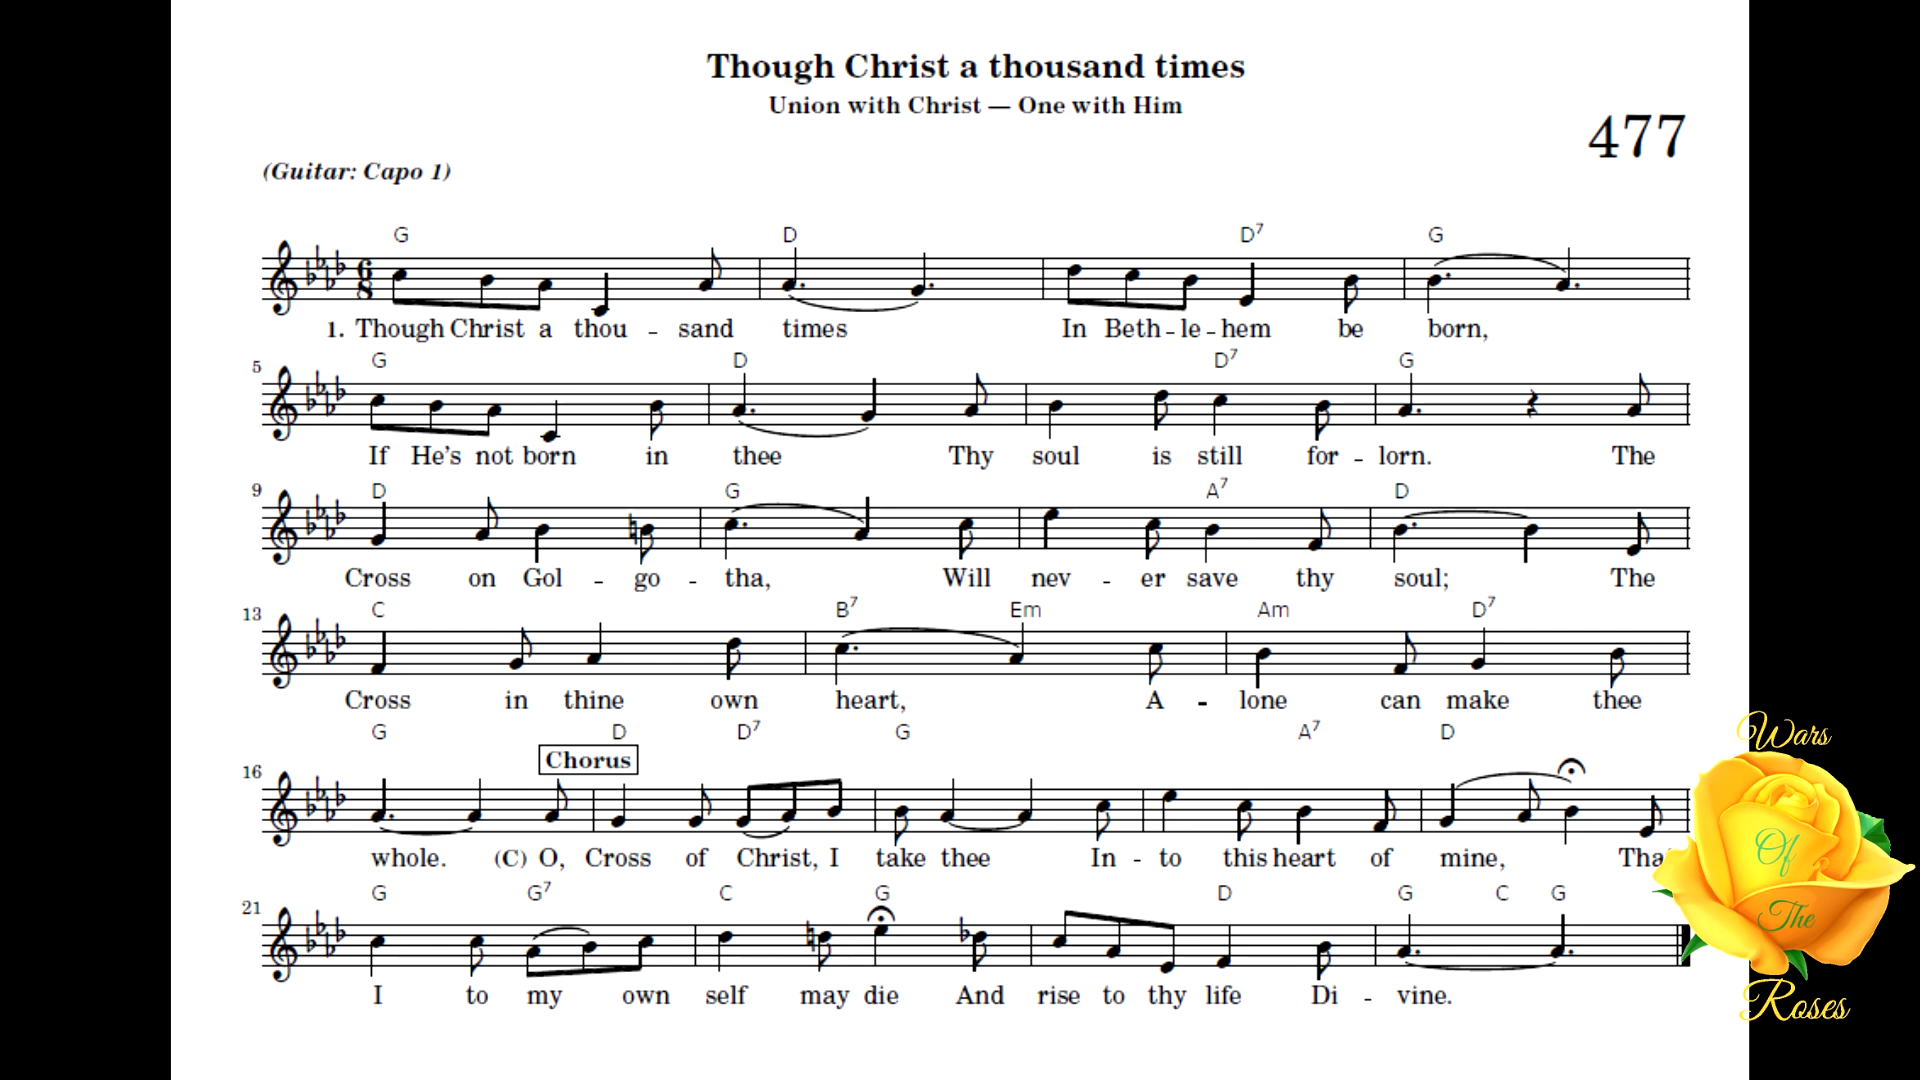 Though Christ a thousand times
Union with Christ — One with Him
477
(Guitar: Capo 1)
G D D7 G
6 8
1. Though Christ a thou - sand times In Beth - le - hem be born,
G D D7 G
5
If He's not born in thee Thy soul is still for - lorn. The
D G A7 D
9
Cross on Gol - go - tha, Will nev - er save thy soul; The
C B7 Em Am D7
13
Cross in thine own heart, A - lone can make thee
G D D7 G A7 D
Chorus
16
whole. (C) O, Cross of Christ, I take thee In - to this heart of mine,
G G7 C G D G C G
21
I to my own self may die And rise to thy life Di - vine.
Wars
Of
The
Roses